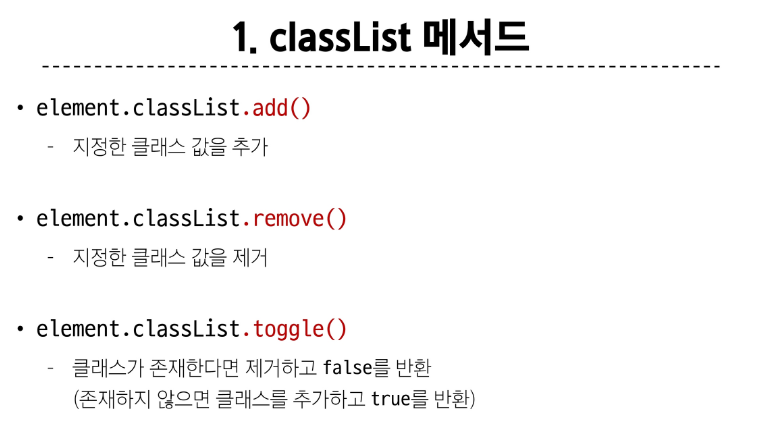 1. classList 메서드
• element.classList.add()
- 지정한 클래스 값을 추가
• element.classList.remove()
- 지정한 클래스 값을 제거
• element.classList.toggle()
- 클래스가 존재한다면 제거하고 false를 반환
(존재하지 않으면 클래스를 추가하고 true를 반환)